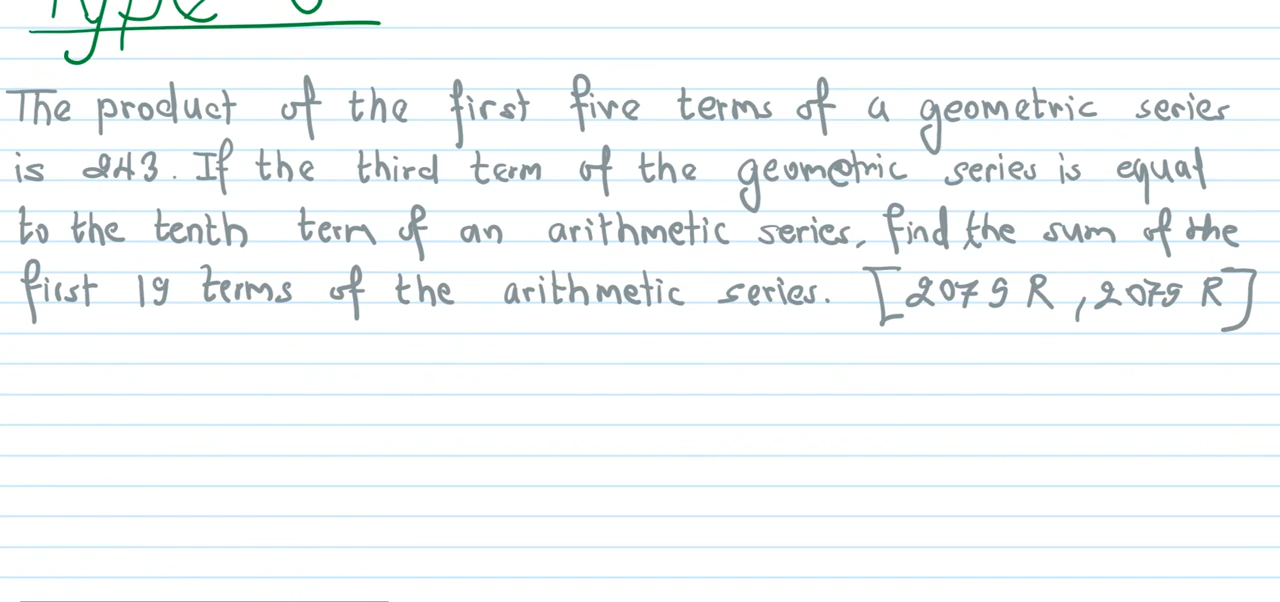 Type
The product of the first five terms of a geometric series
is 243. If the third term of the geometric series is equal
to the tenth term of an arithmetic series, find the sum of the
first 19 terms of the arithmetic series. [2079 R, 2075 R]